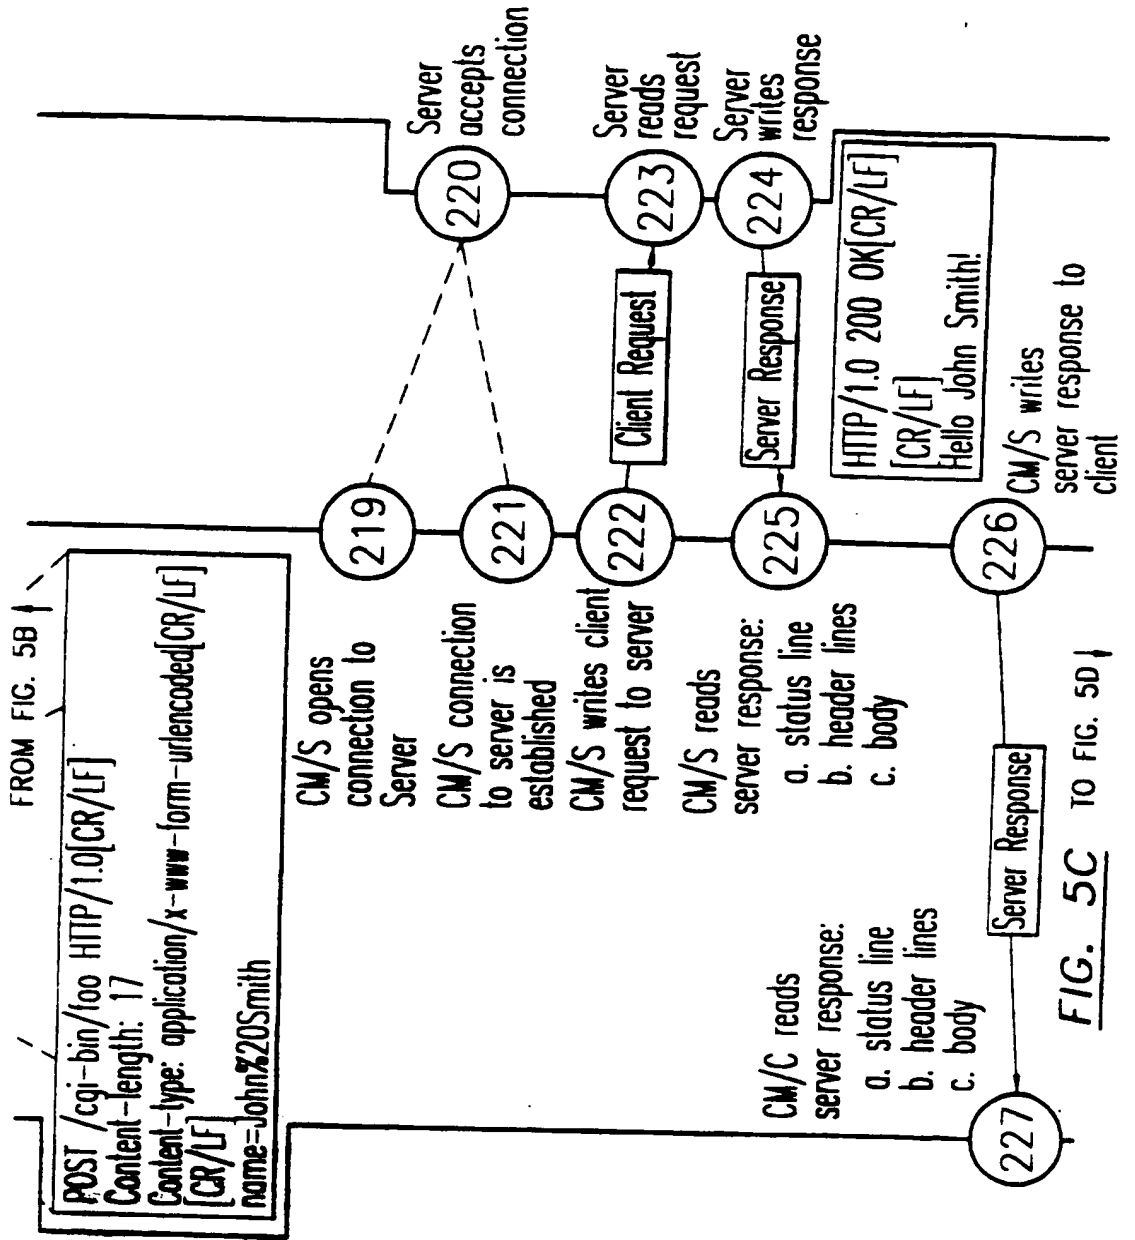 FROM FIG. 5B
POST /cgi-bin/foo HTTP/1.0[CR/LF]
Content-length: 17
Content-type: application/x-www-form-urlencoded[CR/LF]
[CR/LF]
name=John%20Smith
219
CM/S opens
connection to
Server
220
Server
accepts
connection
221
CM/S connection
to server is
established
222
CM/S writes client
request to server
Client Request
223
Server
reads
request
224
Server
writes
response
Server Response
225
CM/S reads
server response:
a. status line
b. header lines
c. body
HTTP/1.0 200 OK[CR/LF]
[CR/LF]
Hello John Smith!
226
CM/S writes
server response to
client
Server Response
227
CM/C reads
server response:
a. status line
b. header lines
c. body
FIG. 5C TO FIG. 5D